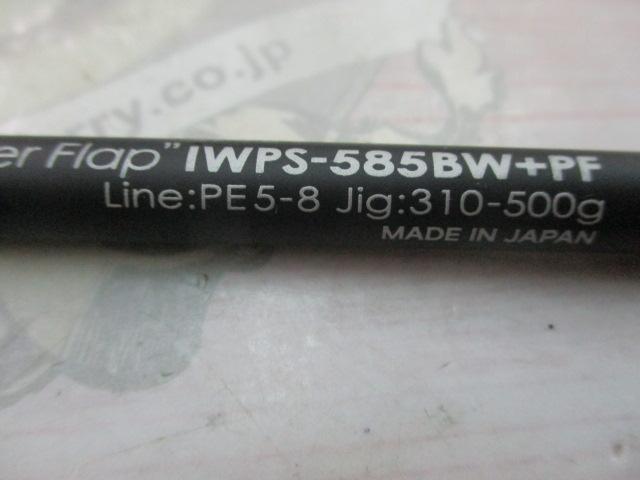 ry.co.jp
er Flap" IWPS-585BW+PF
Line:PE5-8 Jig:310-500g
MADE IN JAPAN